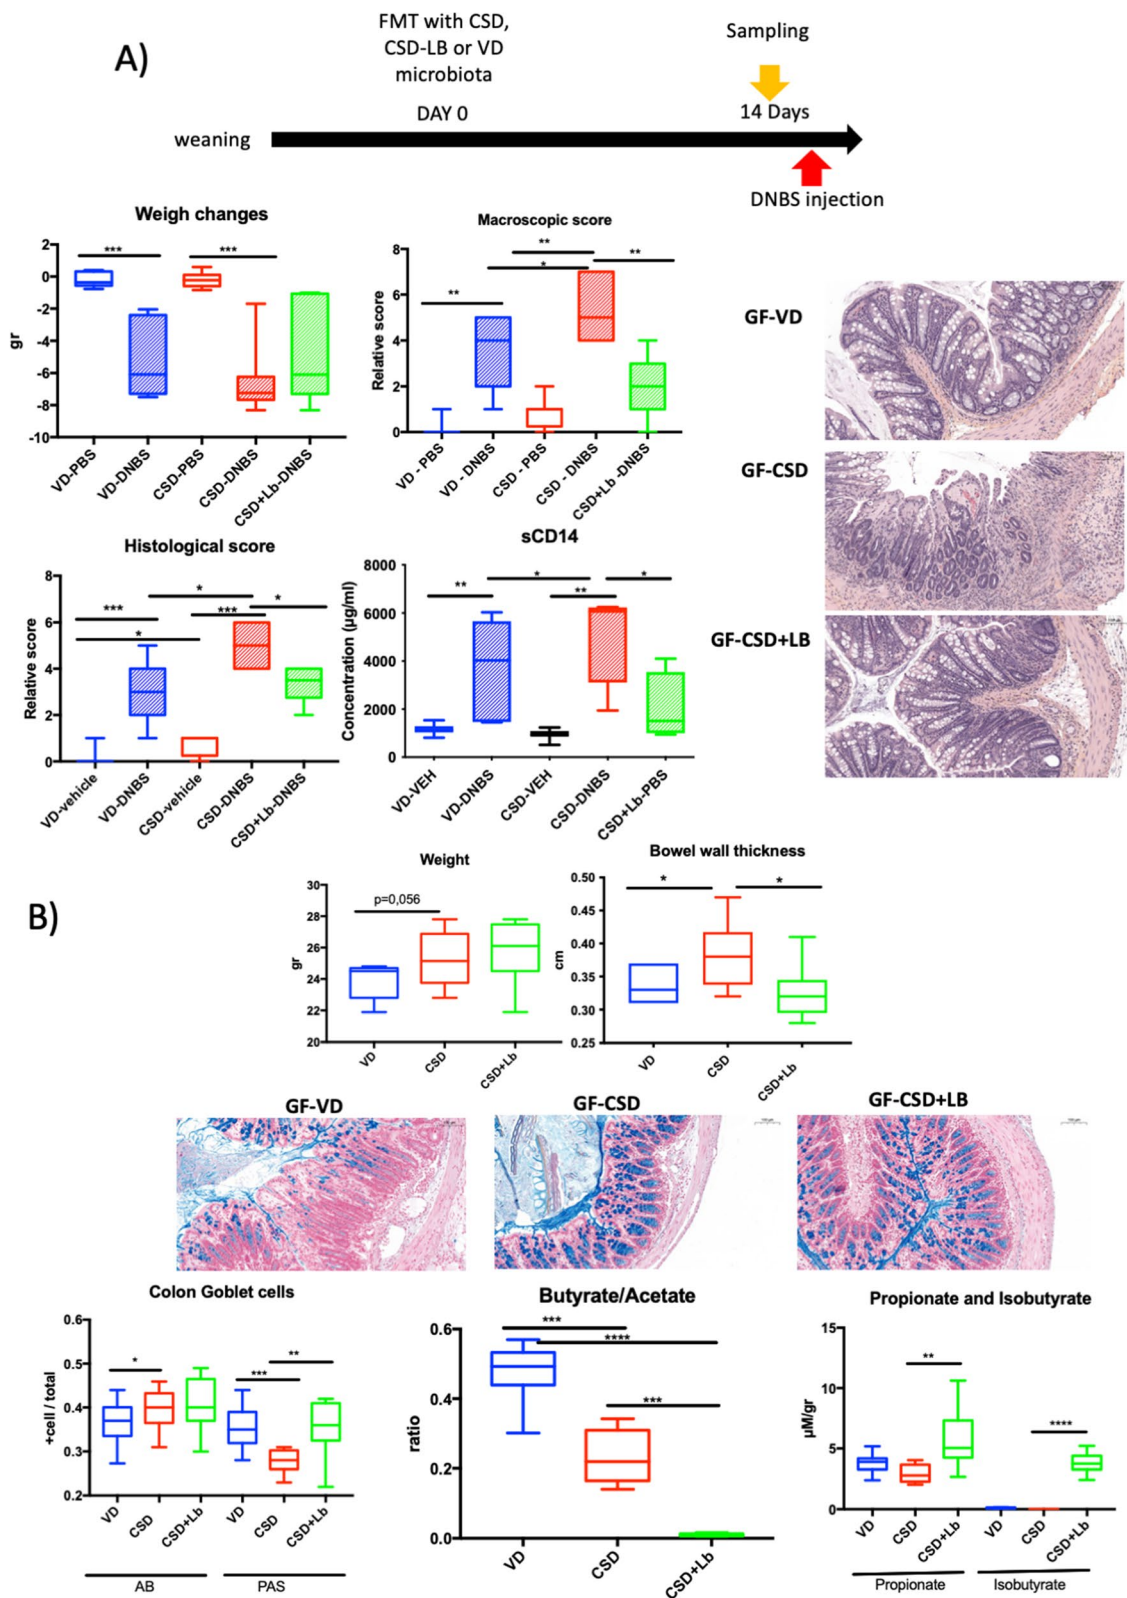 A)
FMT with CSD,
CSD-LB or VD
microbiota
DAY 0
Sampling
14 Days
weaning
DNBS injection
Weigh changes
***
***
2
0
-2
-4
-6
-8
-10
gr
VD-PBS
VD-DNBS
CSD-PBS
CSD-DNBS
CSD+Lb-DNBS
Macroscopic score
**
**
*
**
8
6
4
2
0
Relative score
VD - PBS
VD - DNBS
CSD - PBS
CSD - DNBS
CSD+Lb -DNBS
GF-VD
GF-CSD
GF-CSD+LB
Histological score
*
***
***
*
*
8
6
4
2
0
Relative score
VD-vehicle
VD-DNBS
CSD-vehicle
CSD-DNBS
CSD+Lb-DNBS
sCD14
**
*
**
*
8000
6000
4000
2000
0
Concentration (µg/ml)
VD-VEH
VD-DNBS
CSD-VEH
CSD-DNBS
CSD+Lb-PBS
B)
Weight
p=0,056
30
28
26
24
22
20
gr
VD
CSD
CSD+Lb
Bowel wall thickness
*
*
0.50
0.45
0.40
0.35
0.30
0.25
cm
VD
CSD
CSD+Lb
GF-VD
GF-CSD
GF-CSD+LB
Colon Goblet cells
*
***
**
0.6
0.5
0.4
0.3
0.2
+cell / total
VD
CSD
CSD+Lb
VD
CSD
CSD+Lb
AB
PAS
Butyrate/Acetate
***
****
***
0.6
0.4
0.2
0.0
ratio
VD
CSD
CSD+Lb
Propionate and Isobutyrate
**
****
15
10
5
0
µM/gr
VD
CSD
CSD+Lb
VD
CSD
CSD+Lb
Propionate
Isobutyrate